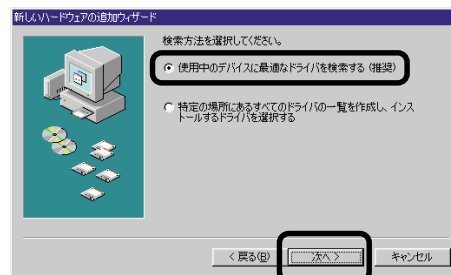 新しいハードウェアの追加ウィザード
検索方法を選択してください。
使用中のデバイスに最適なドライバを検索する（推奨）
特定の場所にあるすべてのドライバの一覧を作成し、インス
トールするドライバを選択する
< 戻る(B)
次へ >
キャンセル